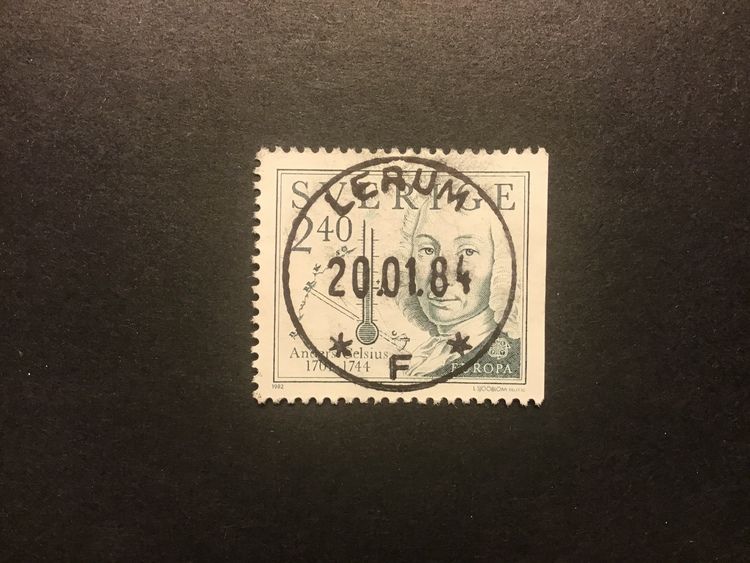 SVERIGE
LERUM
2 40
20.01.84
Anders Celsius
1701-1744
EUROPA
* F *
1982